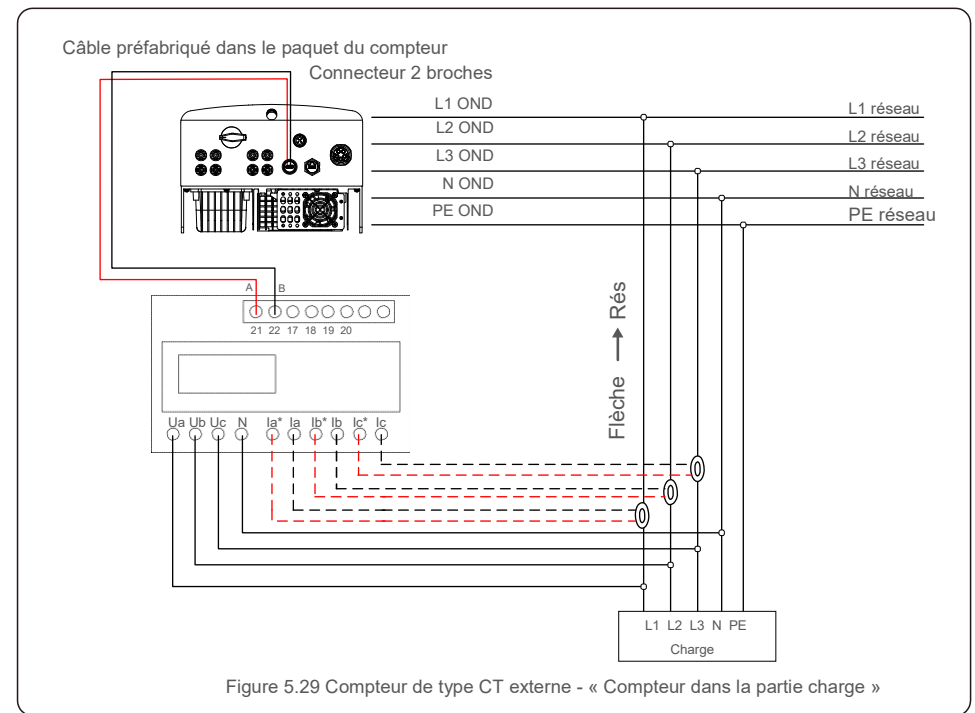 Câble préfabriqué dans le paquet du compteur
Connecteur 2 broches
L1 OND
L1 réseau
L2 OND
L2 réseau
L3 OND
L3 réseau
N OND
N réseau
PE OND
PE réseau
A B
21 22 17 18 19 20
Flèche → Rés
Ua Ub Uc N Ia* Ia Ib* Ib Ic* Ic
L1 L2 L3 N PE
Charge
Figure 5.29 Compteur de type CT externe - « Compteur dans la partie charge »